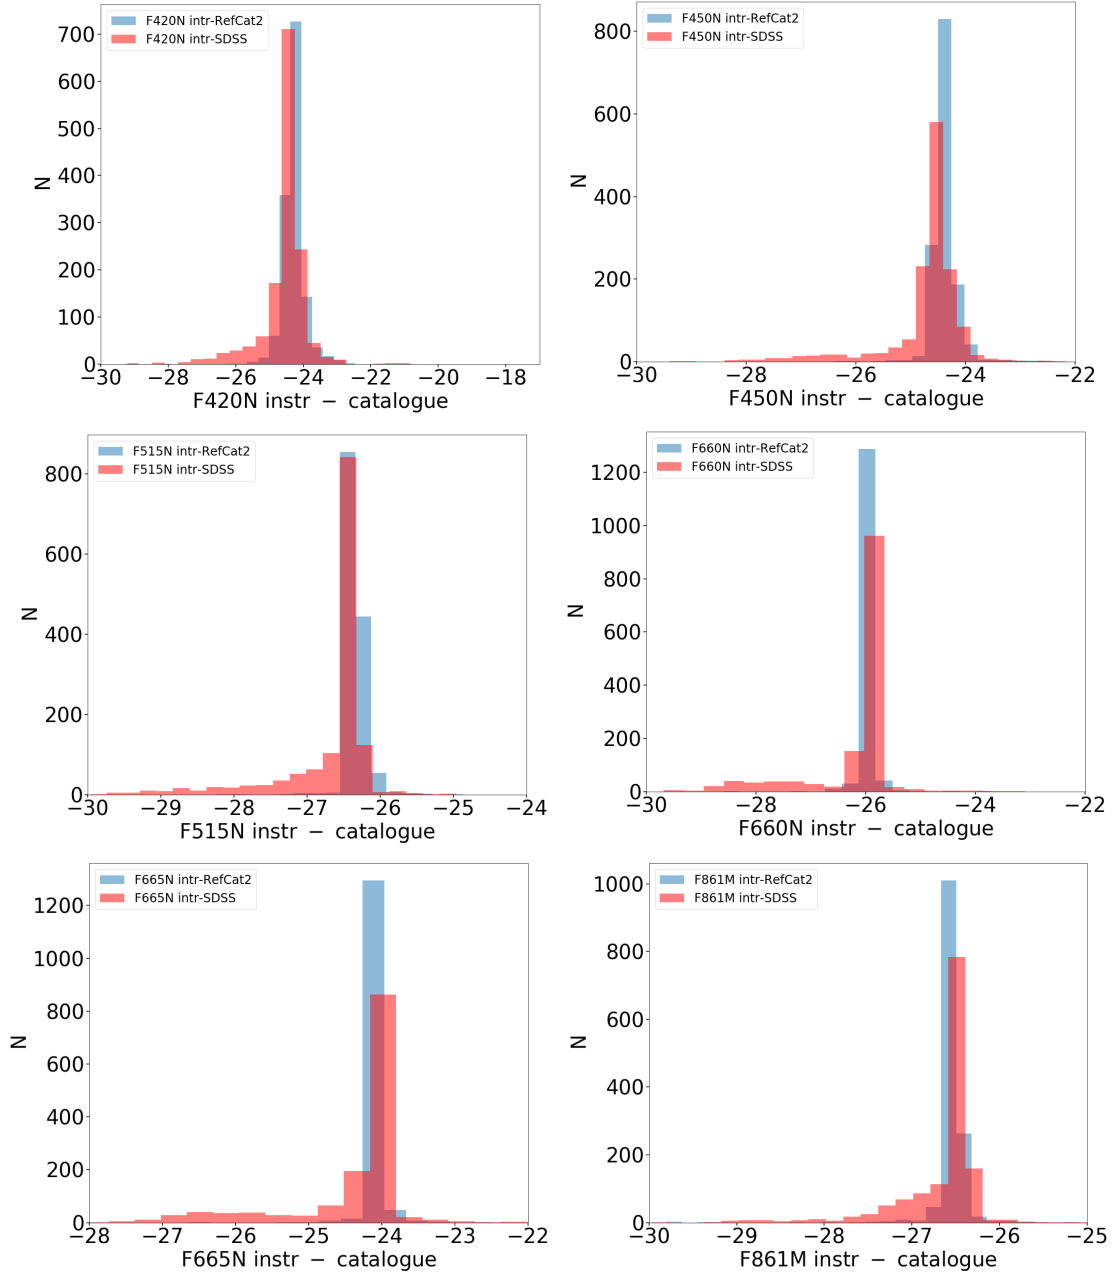 F420N intr-RefCat2
F420N intr-SDSS
700
600
500
400
300
200
100
0
N
−30 −28 −26 −24 −22 −20 −18
F420N instr − catalogue
F450N intr-RefCat2
F450N intr-SDSS
800
600
400
200
0
N
−30 −28 −26 −24 −22
F450N instr − catalogue
F515N intr-RefCat2
F515N intr-SDSS
800
600
400
200
0
N
−30 −29 −28 −27 −26 −25 −24
F515N instr − catalogue
F660N intr-RefCat2
F660N intr-SDSS
1200
1000
800
600
400
200
0
N
−30 −28 −26 −24 −22
F660N instr − catalogue
F665N intr-RefCat2
F665N intr-SDSS
1200
1000
800
600
400
200
0
N
−28 −27 −26 −25 −24 −23 −22
F665N instr − catalogue
F861M intr-RefCat2
F861M intr-SDSS
1000
800
600
400
200
0
N
−30 −29 −28 −27 −26 −25
F861M instr − catalogue